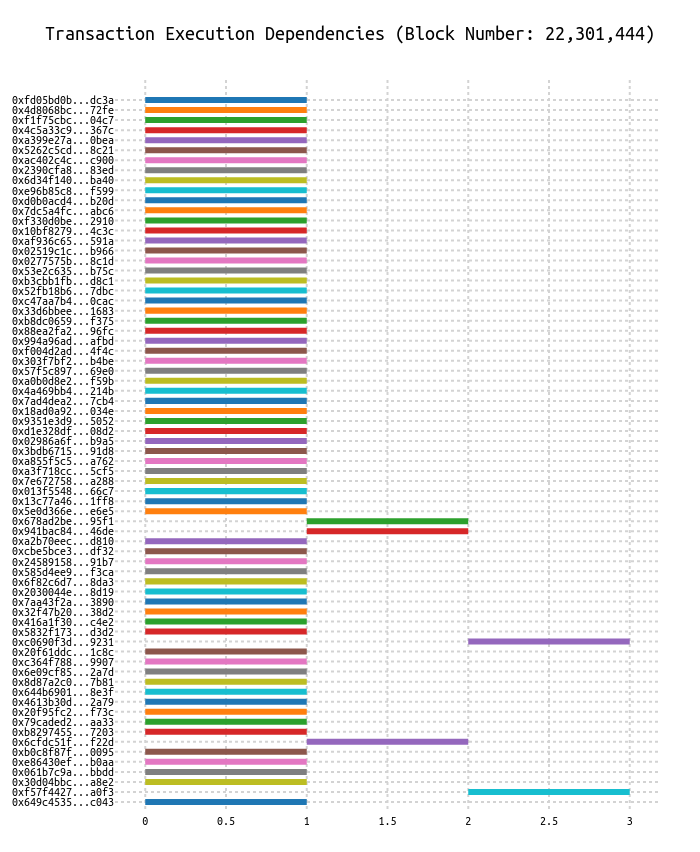 Transaction Execution Dependencies (Block Number: 22,301,444)
0xfd05bd0b...dc3a
0x4d8068bc...72fe
0xf1f75cbc...04c7
0x4c5a33c9...367c
0xa399e27a...0bea
0x5262c5cd...8c21
0xac402c4c...c900
0x2390cfa8...83ed
0x6d34f140...ba40
0xe96b85c8...f599
0xd0b0acd4...b20d
0x7dc5a4fc...abc6
0xf330d0be...2910
0x10bf8279...4c3c
0xaf936c65...591a
0x02519c1c...b966
0x0277575b...8c1d
0x53e2c635...b75c
0xb3cbb1fb...d8c1
0x52fb18b6...7dbc
0xc47aa7b4...0cac
0x33d6bbee...1683
0xb8dc0659...f375
0x88ea2fa2...96fc
0x994a96ad...afbd
0xf004d2ad...4f4c
0x303f7bf2...b4be
0x57f5c897...69e0
0xa0b0d8e2...f59b
0x4a469bb4...214b
0x7ad4dea2...7cb4
0x18ad0a92...034e
0x9351e3d9...5052
0xd1e328df...08d2
0x02986a6f...b9a5
0x3bdb6715...91d8
0xa855f5c5...a762
0xa3f718cc...5cf5
0x7e672758...a288
0x013f5548...66c7
0x13c77a46...1ff8
0x5e0d366e...e6e5
0x678ad2be...95f1
0x941bac84...46de
0xa2b70eec...d810
0xcbe5bce3...df32
0x24589158...91b7
0x585d4ee9...f3ca
0x6f82c6d7...8da3
0x2030044e...8d19
0x7aa43f2a...3890
0x32f47b20...38d2
0x416a1f30...c4e2
0x5832f173...d3d2
0xc0690f3d...9231
0x20f61ddc...1c8c
0xc364f788...9907
0x6e09cf85...2a7d
0x8d87a2c0...7b81
0x644b6901...8e3f
0x4613b30d...2a79
0x20f95fc2...f73c
0x79caded2...aa33
0xb8297455...7203
0x6cfdc51f...f22d
0xb0c8f87f...0095
0xe86430ef...b0aa
0x061b7c9a...bbdd
0x30d04bbc...a8e2
0xf57f4427...a0f3
0x649c4535...c043
0 0.5 1 1.5 2 2.5 3